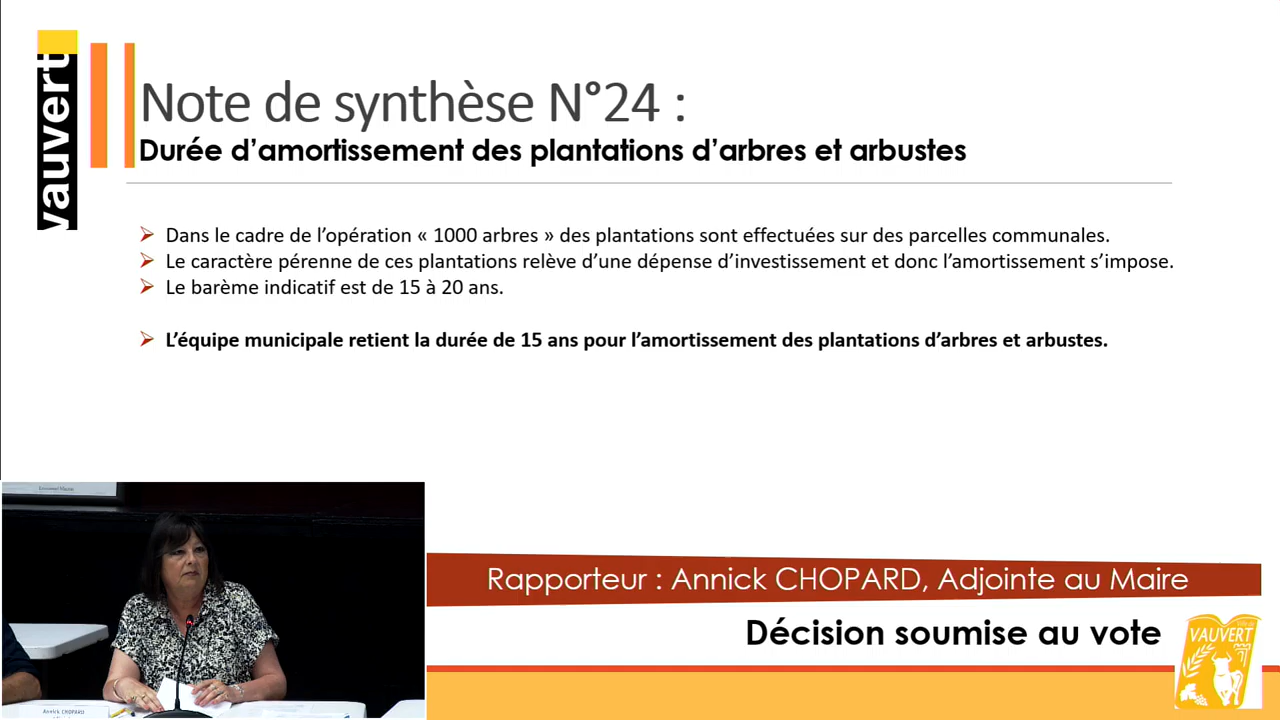 vauvert
Note de synthèse N°24 :
Durée d’amortissement des plantations d’arbres et arbustes
Dans le cadre de l’opération « 1000 arbres » des plantations sont effectuées sur des parcelles communales.
Le caractère pérenne de ces plantations relève d’une dépense d’investissement et donc l’amortissement s’impose.
Le barème indicatif est de 15 à 20 ans.
L’équipe municipale retient la durée de 15 ans pour l’amortissement des plantations d’arbres et arbustes.
Annick CHOPARD
Rapporteur : Annick CHOPARD, Adjointe au Maire
Décision soumise au vote
VAUVERT